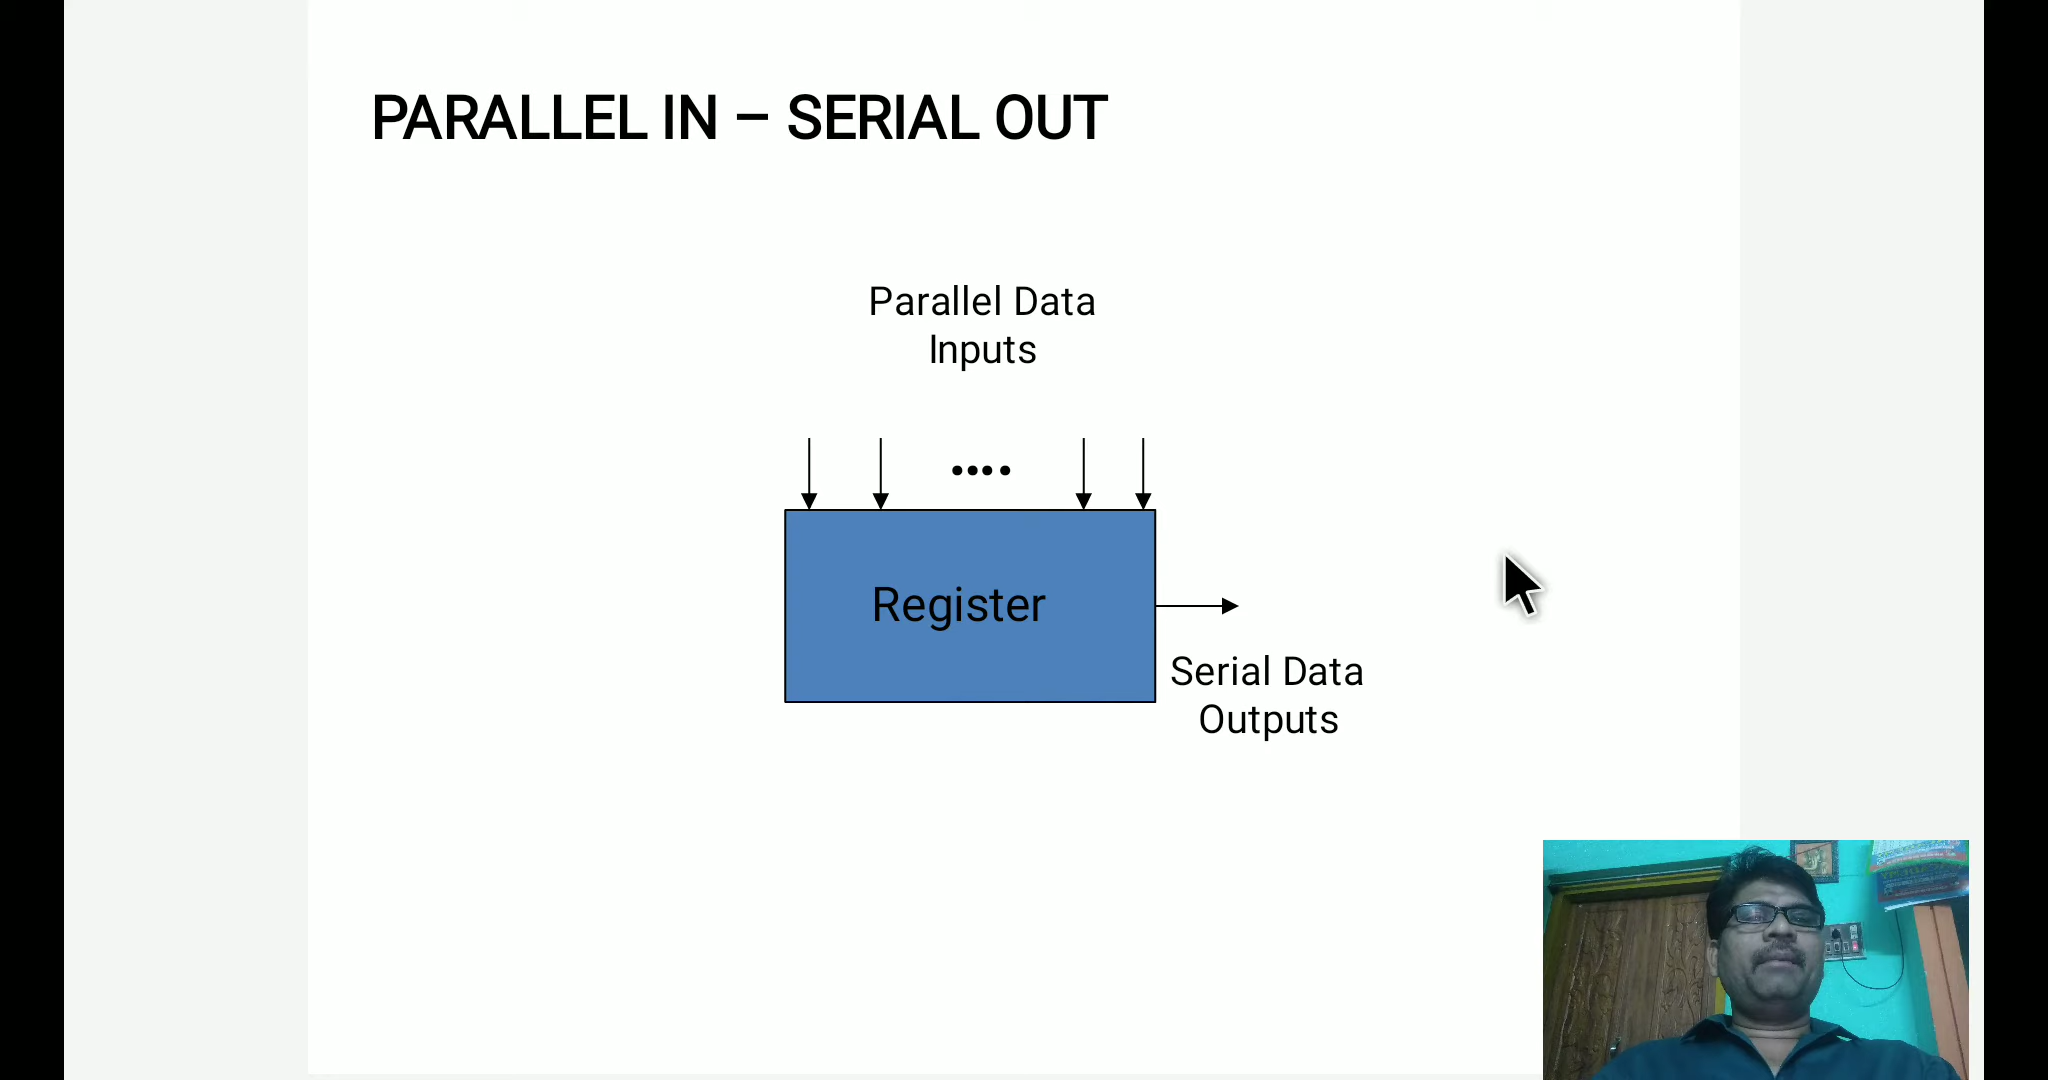 PARALLEL IN – SERIAL OUT
Parallel Data
Inputs
Register
Serial Data
Outputs